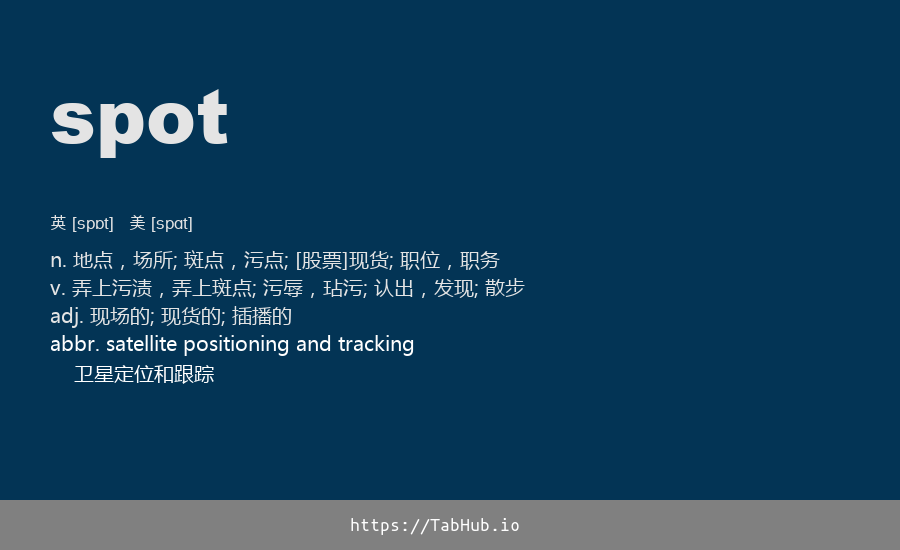 spot
英 [spɒt] 美 [spɑt]
n. 地点，场所; 斑点，污点; [股票]现货; 职位，职务
v. 弄上污渍，弄上斑点; 污辱，玷污; 认出，发现; 散步
adj. 现场的; 现货的; 插播的
abbr. satellite positioning and tracking
卫星定位和跟踪
https://TabHub.io